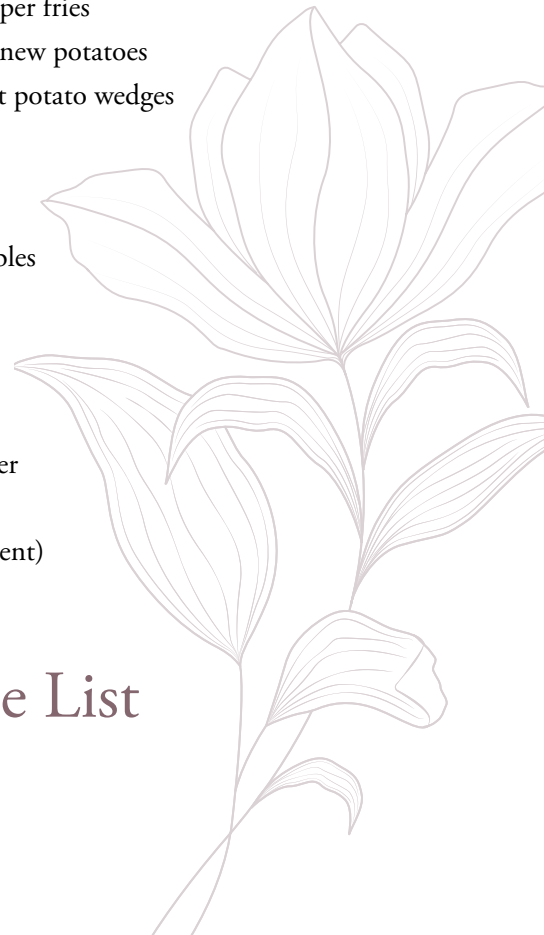 per fries
new potatoes
t potato wedges
bles
er
ent)
e List